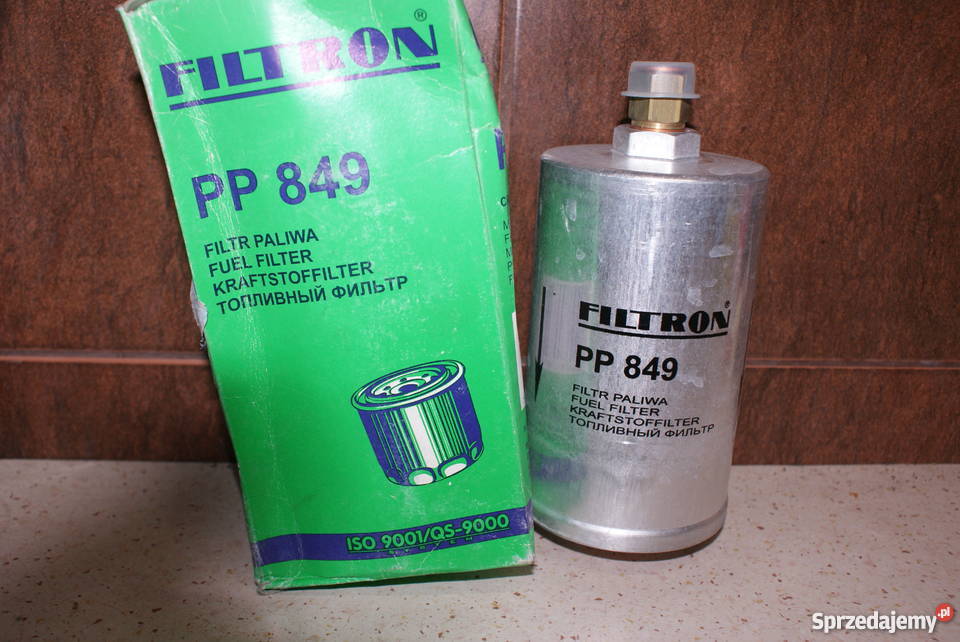 FILTRON®
PP 849
FILTR PALIWA
FUEL FILTER
KRAFTSTOFFILTER
ТОПЛИВНЫЙ ФИЛЬТР
ISO 9001/QS-9000
SYSTEM
FILTRON®
PP 849
FILTR PALIWA
FUEL FILTER
KRAFTSTOFFILTER
ТОПЛИВНЫЙ ФИЛЬТР
Sprzedajemy.pl